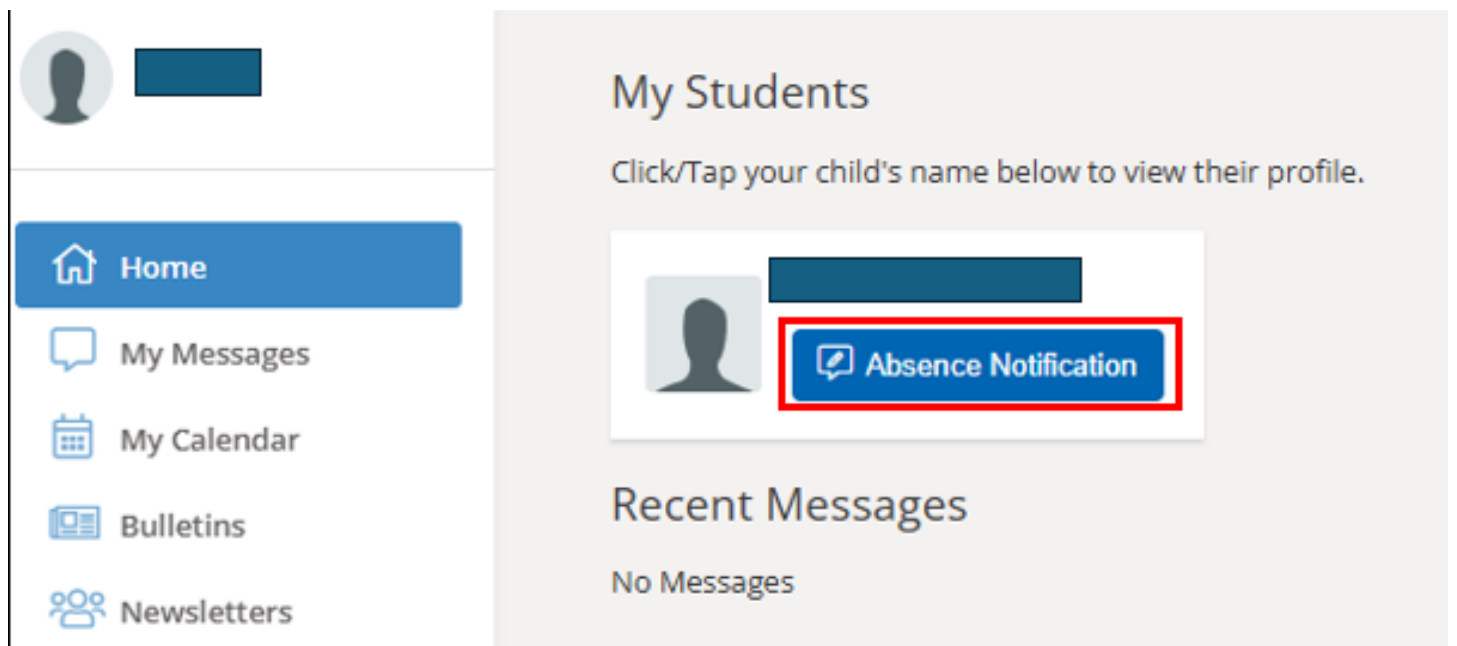 Home
My Messages
My Calendar
Bulletins
Newsletters
My Students
Click/Tap your child's name below to view their profile.
Absence Notification
Recent Messages
No Messages